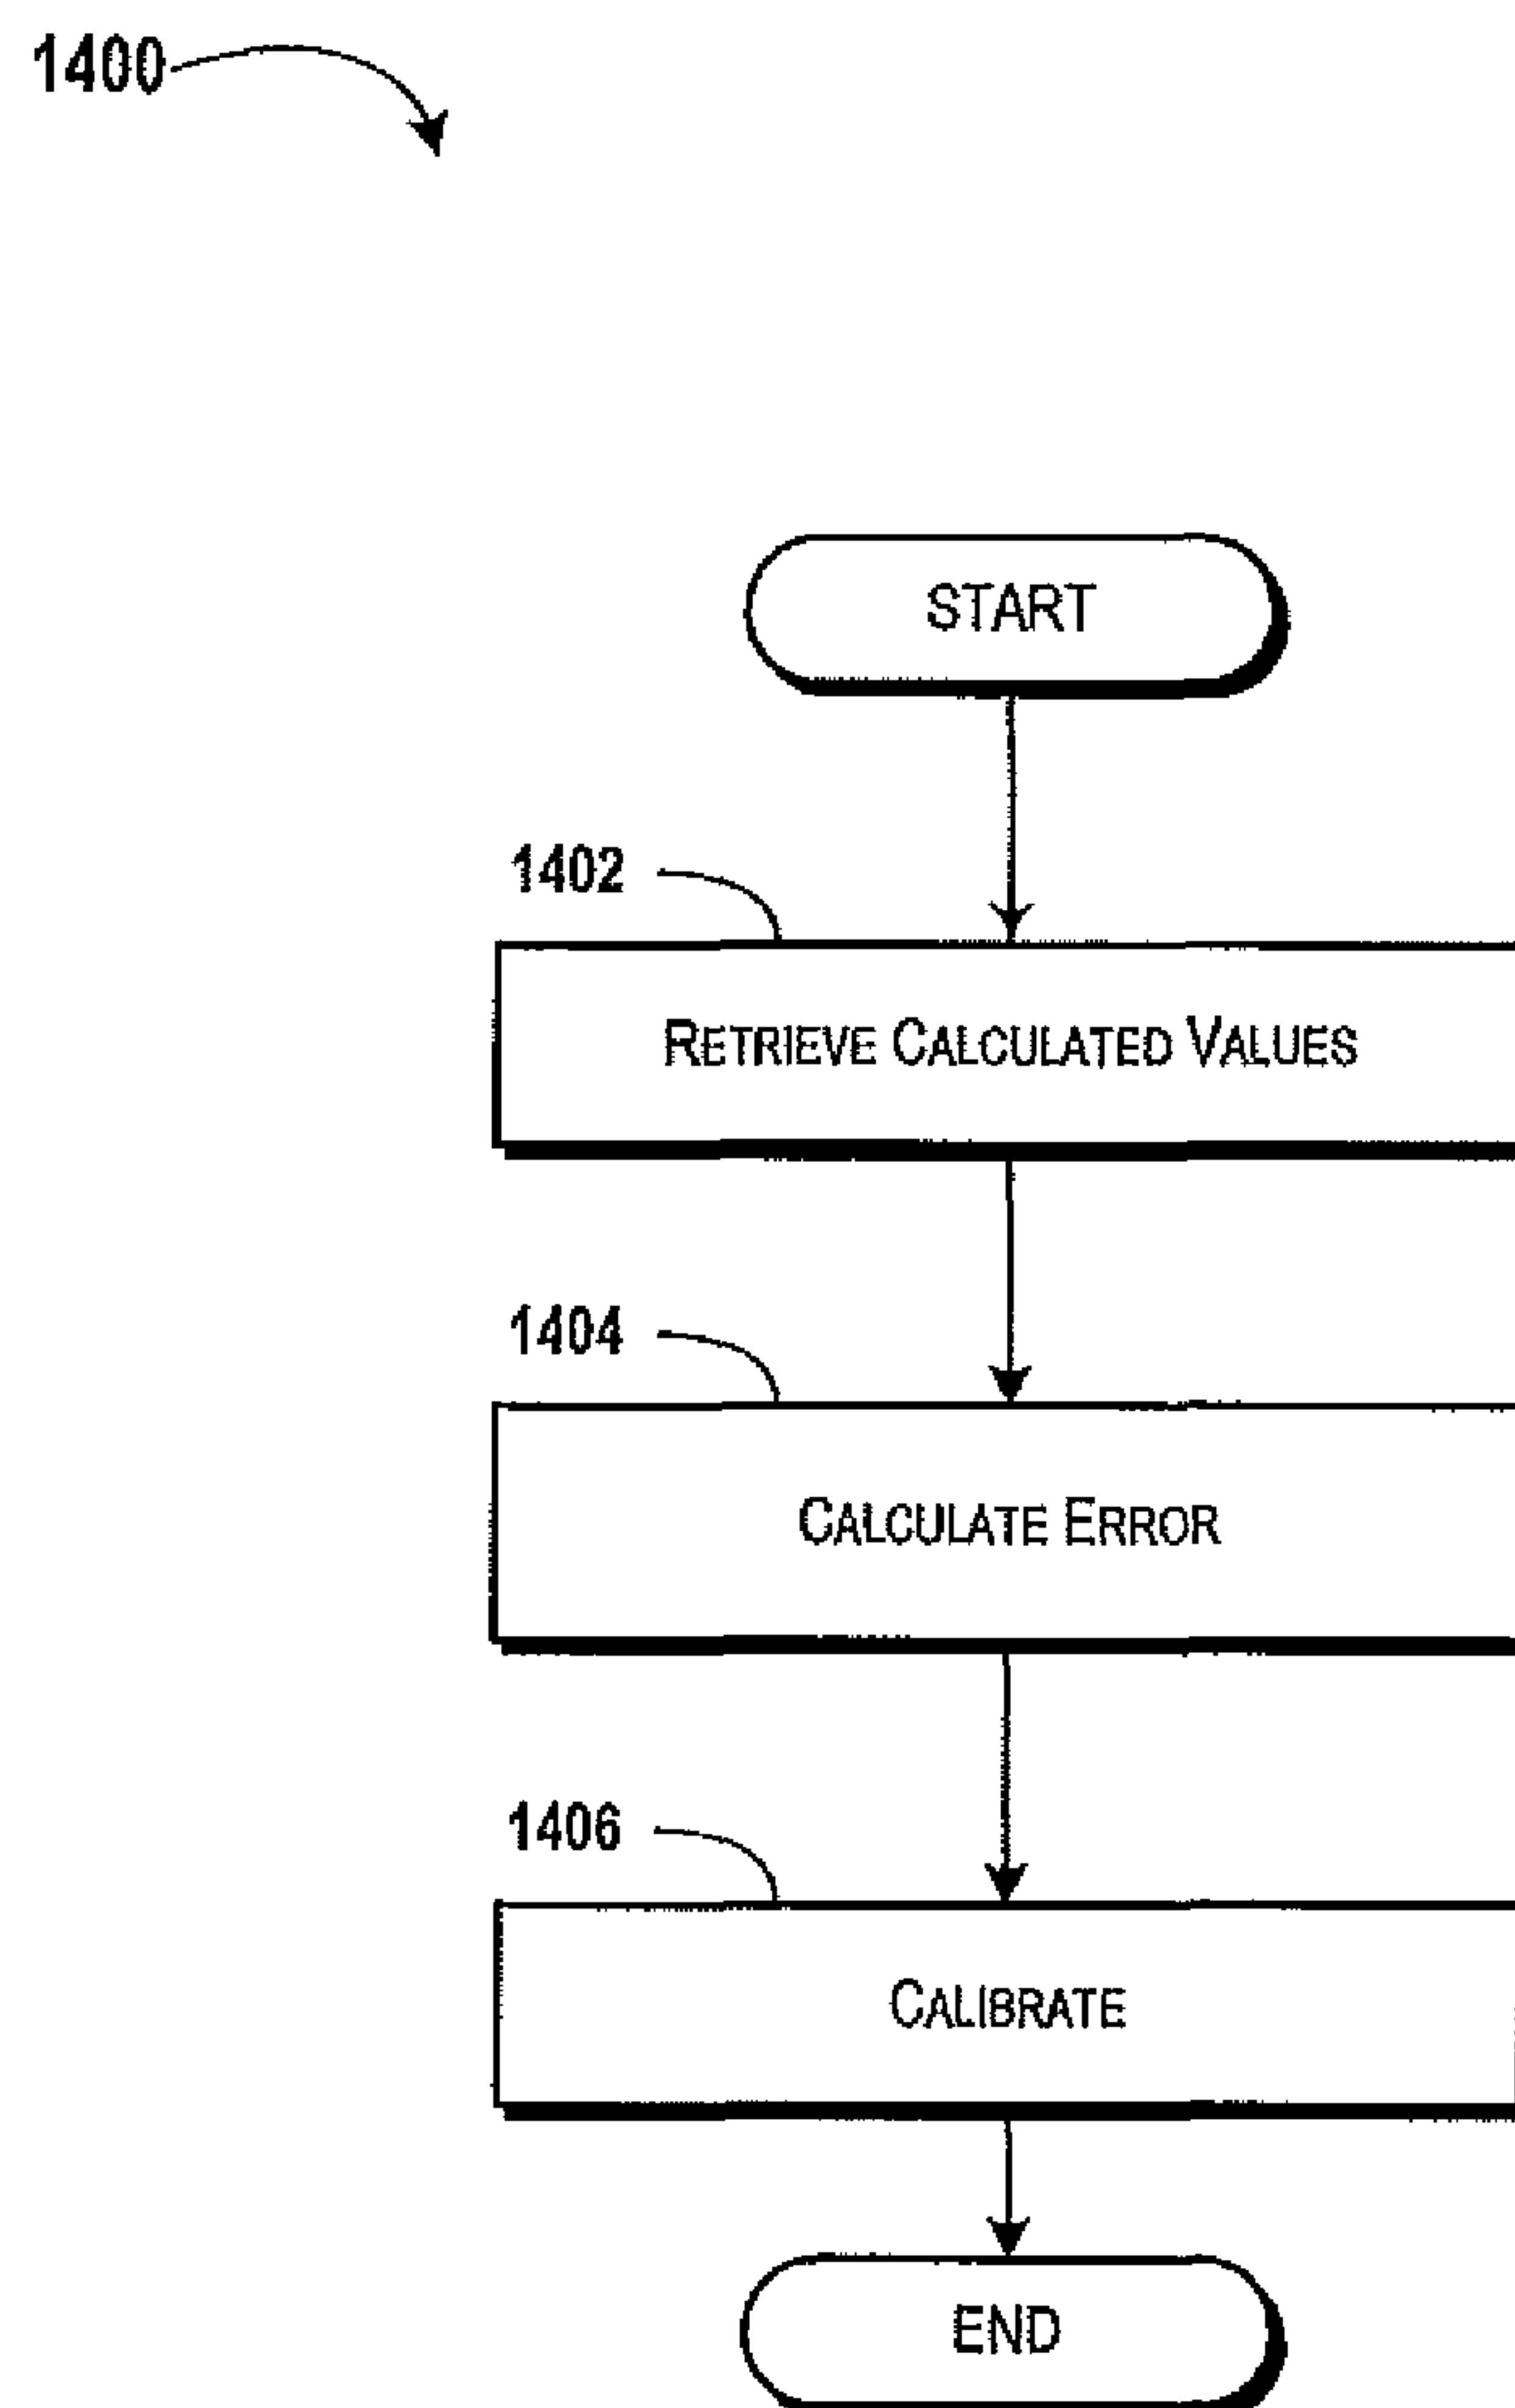 1400
START
1402
RETRIEVE CALCULATED VALUES
1404
CALCULATE ERROR
1406
CALIBRATE
END